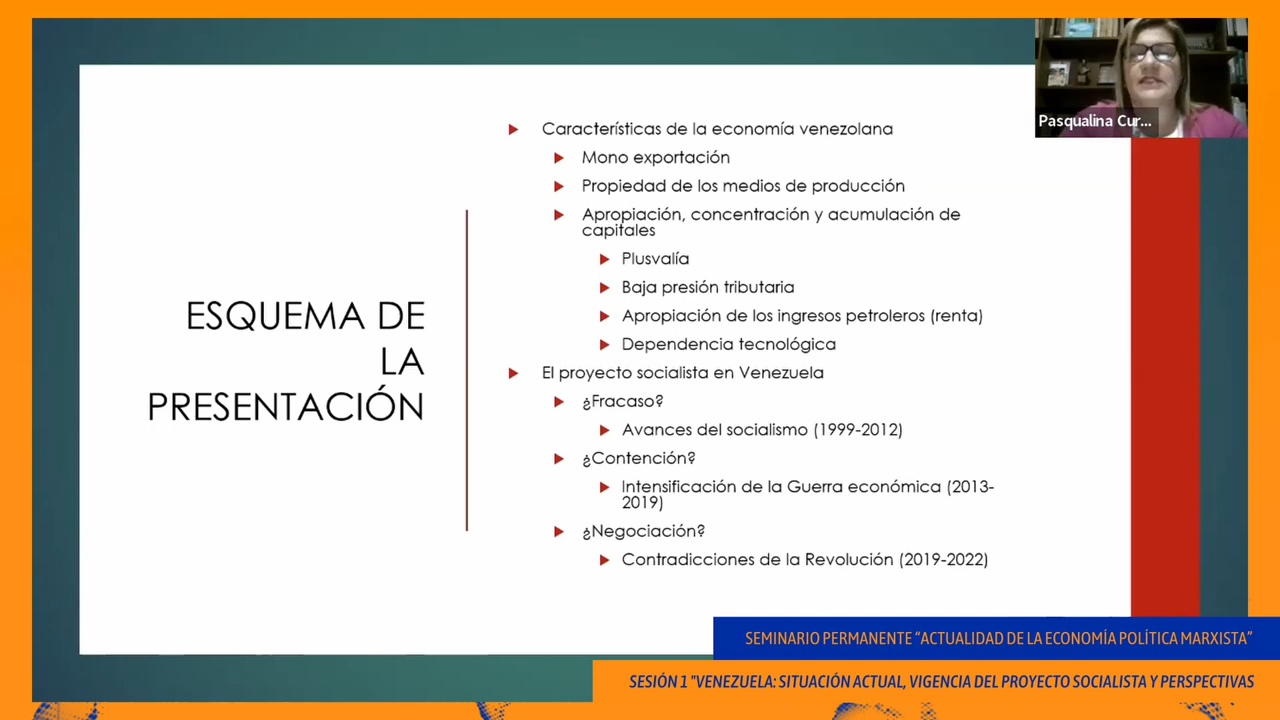 Pasqualina Cur...
ESQUEMA DE
LA
PRESENTACIÓN
Características de la economía venezolana
Mono exportación
Propiedad de los medios de producción
Apropiación, concentración y acumulación de
capitales
Plusvalía
Baja presión tributaria
Apropiación de los ingresos petroleros (renta)
Dependencia tecnológica
El proyecto socialista en Venezuela
¿Fracaso?
Avances del socialismo (1999-2012)
¿Contención?
Intensificación de la Guerra económica (2013-
2019)
¿Negociación?
Contradicciones de la Revolución (2019-2022)
SEMINARIO PERMANENTE “ACTUALIDAD DE LA ECONOMÍA POLÍTICA MARXISTA”
SESIÓN 1 "VENEZUELA: SITUACIÓN ACTUAL, VIGENCIA DEL PROYECTO SOCIALISTA Y PERSPECTIVAS